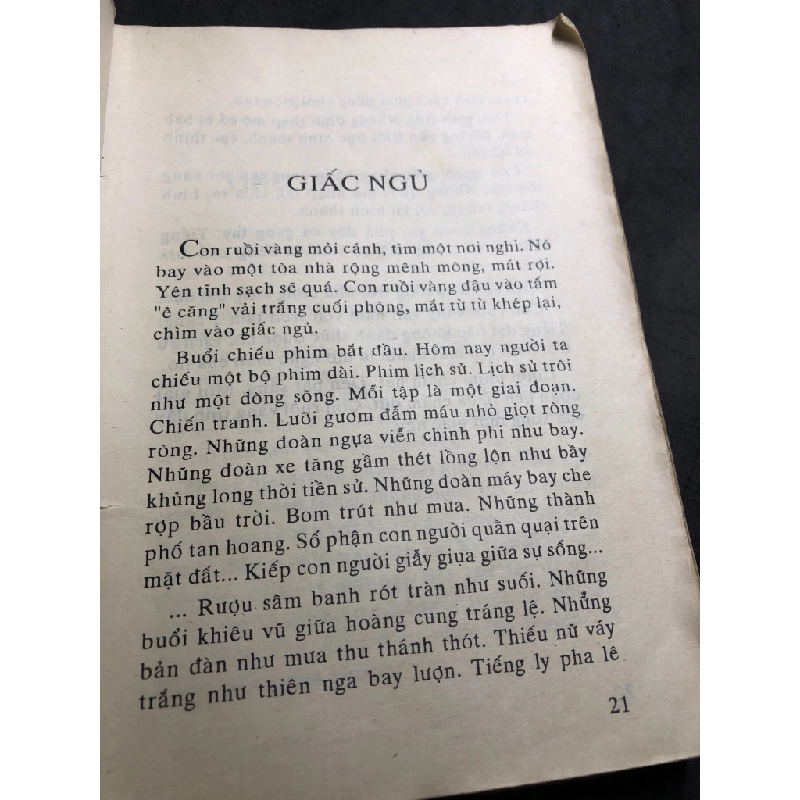 GIẤC NGỦ
Con ruồi vàng mỏi cánh, tìm một nơi nghỉ. Nó
bay vào một tòa nhà rộng mênh mông, mát rợi.
Yên tĩnh sạch sẽ quá. Con ruồi vàng đậu vào tấm
"ê căng" vải trắng cuối phòng, mắt từ từ khép lại,
chìm vào giấc ngủ.
Buổi chiếu phim bắt đầu. Hôm nay người ta
chiếu một bộ phim dài. Phim lịch sử. Lịch sử trôi
như một dòng sông. Mỗi tập là một giai đoạn.
Chiến tranh. Lưỡi gươm đẫm máu nhỏ giọt ròng
ròng. Những đoàn ngựa viễn chinh phi như bay.
Những đoàn xe tăng gầm thét lồng lộn như bầy
khủng long thời tiền sử. Những đoàn máy bay che
rợp bầu trời. Bom trút như mưa. Những thành
phố tan hoang. Số phận con người quằn quại trên
mặt đất... Kiếp con người giẫy giụa giữa sự sống...
... Rượu sâm banh rót tràn như suối. Những
buổi khiêu vũ giữa hoàng cung tráng lệ. Những
bản đàn như mưa thu thánh thót. Thiếu nữ váy
trắng như thiên nga bay lượn. Tiếng ly pha lê
21